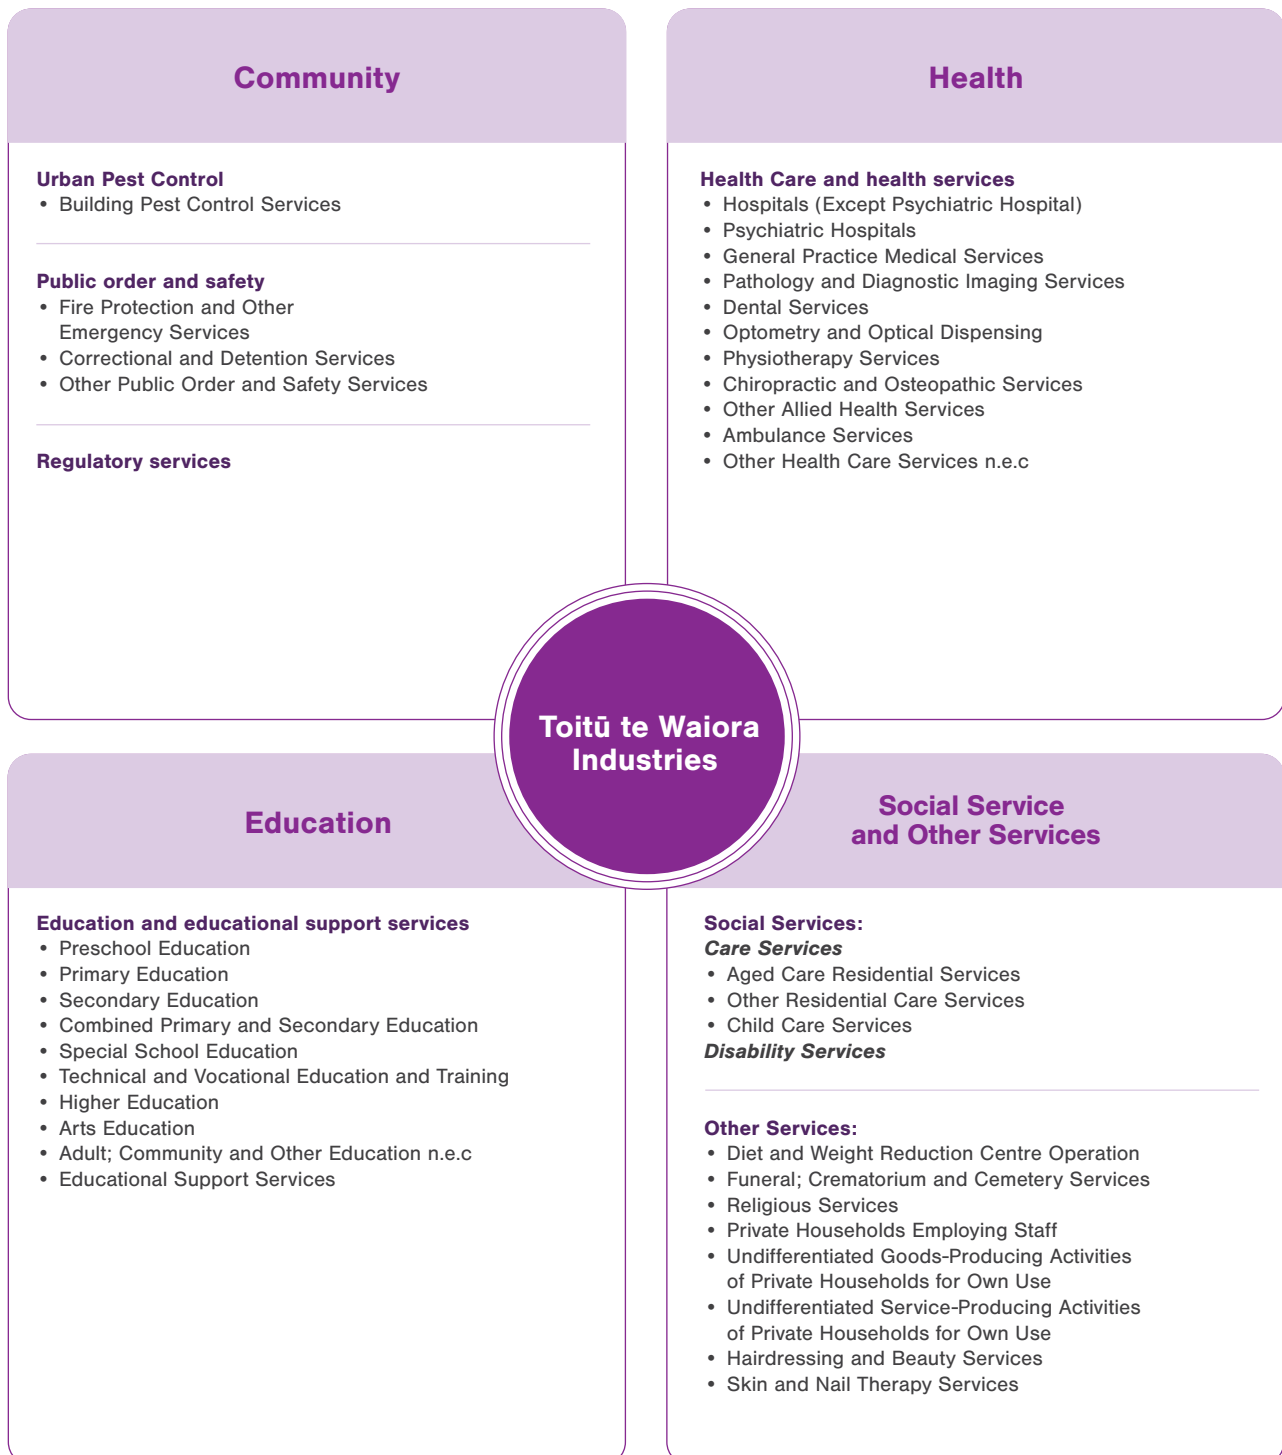 Community
Urban Pest Control
• Building Pest Control Services
Public order and safety
• Fire Protection and Other
Emergency Services
• Correctional and Detention Services
• Other Public Order and Safety Services
Regulatory services
Health
Health Care and health services
• Hospitals (Except Psychiatric Hospital)
• Psychiatric Hospitals
• General Practice Medical Services
• Pathology and Diagnostic Imaging Services
• Dental Services
• Optometry and Optical Dispensing
• Physiotherapy Services
• Chiropractic and Osteopathic Services
• Other Allied Health Services
• Ambulance Services
• Other Health Care Services n.e.c
Toitū te Waiora
Industries
Education
Education and educational support services
• Preschool Education
• Primary Education
• Secondary Education
• Combined Primary and Secondary Education
• Special School Education
• Technical and Vocational Education and Training
• Higher Education
• Arts Education
• Adult; Community and Other Education n.e.c
• Educational Support Services
Social Service
and Other Services
Social Services:
Care Services
• Aged Care Residential Services
• Other Residential Care Services
• Child Care Services
Disability Services
Other Services:
• Diet and Weight Reduction Centre Operation
• Funeral; Crematorium and Cemetery Services
• Religious Services
• Private Households Employing Staff
• Undifferentiated Goods-Producing Activities
of Private Households for Own Use
• Undifferentiated Service-Producing Activities
of Private Households for Own Use
• Hairdressing and Beauty Services
• Skin and Nail Therapy Services